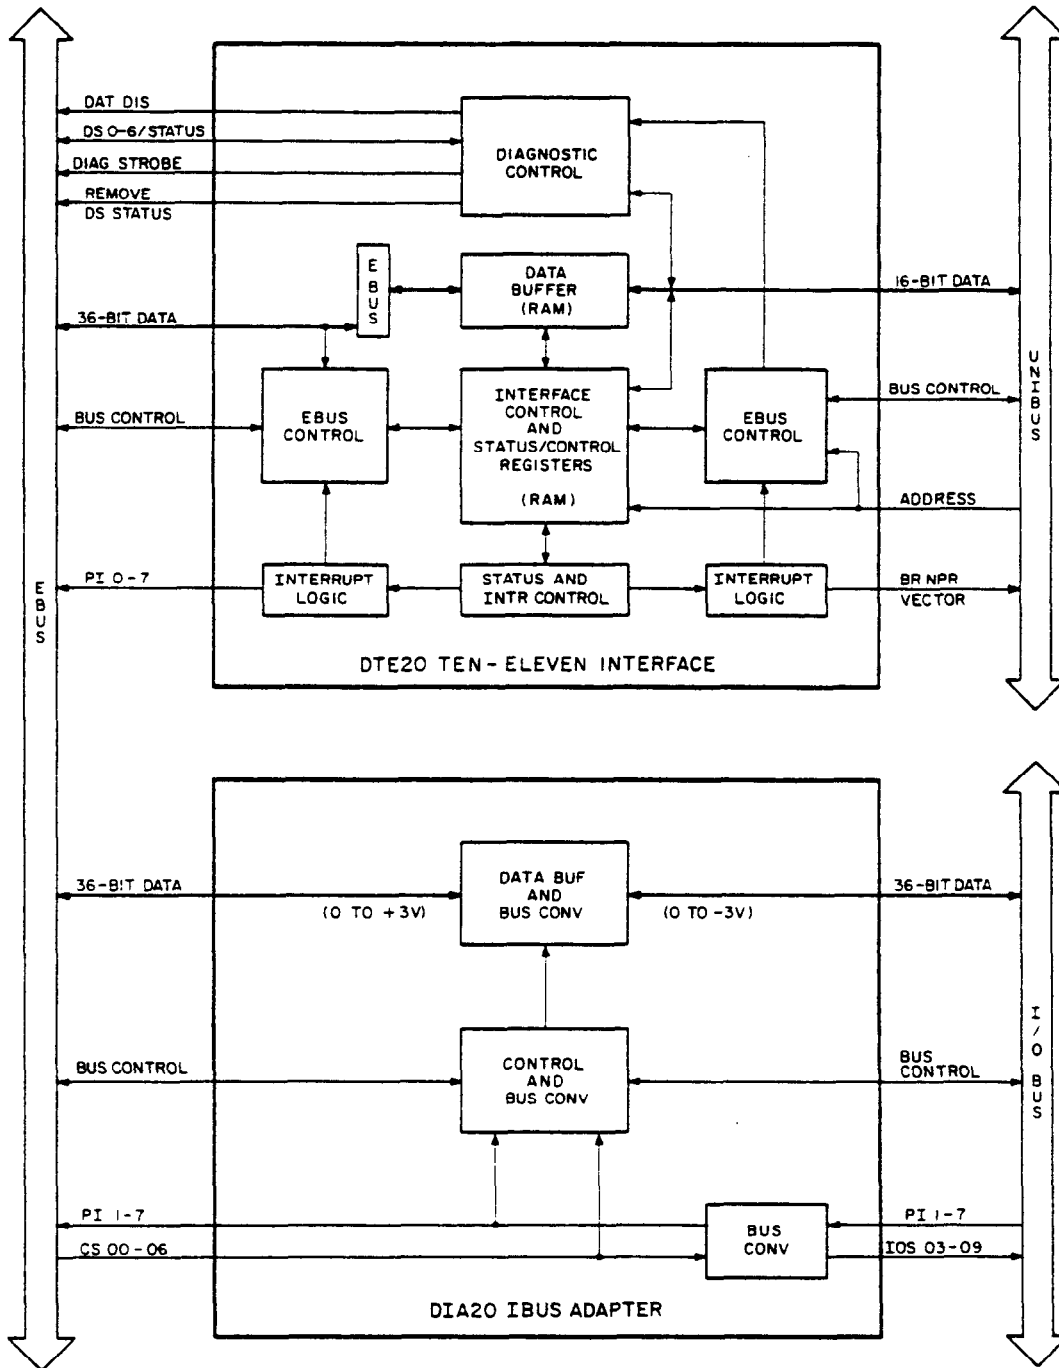 DAT DIS
DS 0-6/STATUS
DIAG STROBE
REMOVE
DS STATUS
DIAGNOSTIC
CONTROL
EBUS
DATA
BUFFER
(RAM)
16-BIT DATA
36-BIT DATA
UNIBUS
BUS CONTROL
EBUS
CONTROL
INTERFACE
CONTROL
AND
STATUS/CONTROL
REGISTERS
(RAM)
EBUS
CONTROL
BUS CONTROL
ADDRESS
EBUS
PI 0-7
INTERRUPT
LOGIC
STATUS AND
INTR CONTROL
INTERRUPT
LOGIC
BR NPR
VECTOR
DTE20 TEN-ELEVEN INTERFACE
36-BIT DATA
(0 TO +3V)
DATA BUF
AND
BUS CONV
(0 TO -3V)
36-BIT DATA
BUS CONTROL
CONTROL
AND
BUS CONV
BUS
CONTROL
I/O BUS
PI 1-7
CS 00-06
BUS
CONV
PI 1-7
IOS 03-09
DIA20 IBUS ADAPTER